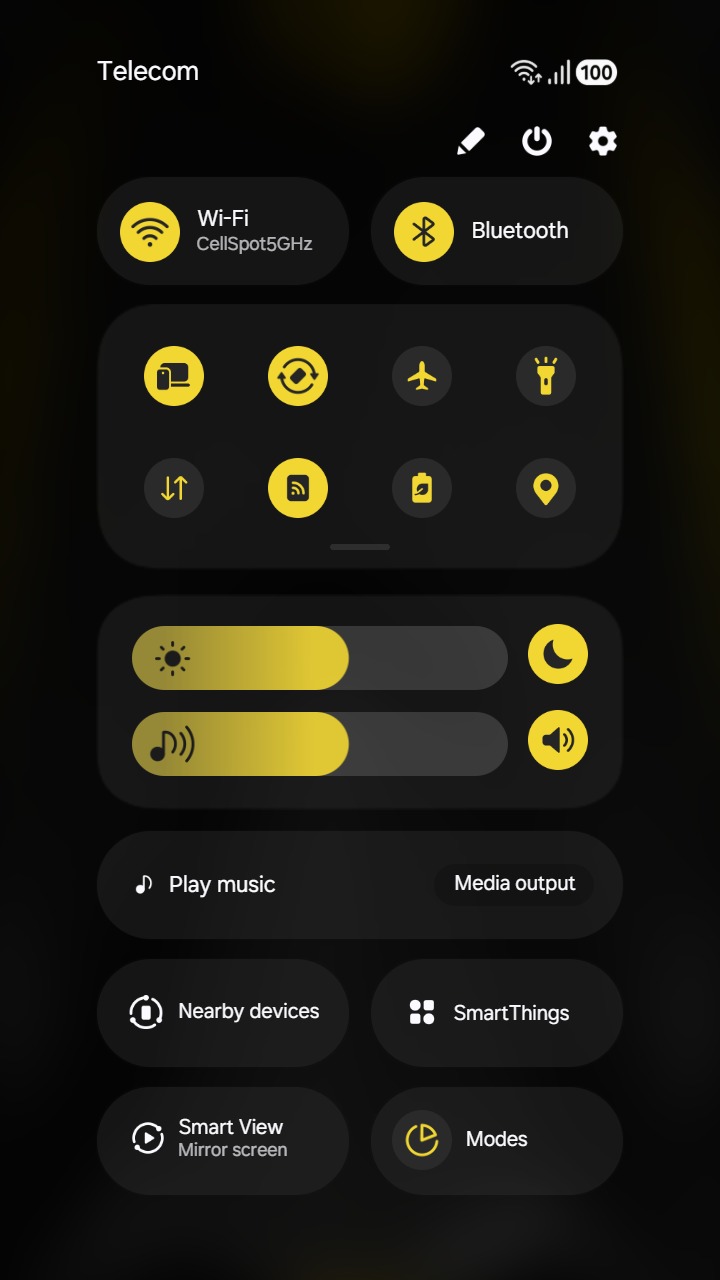 Telecom
100
Wi-Fi
CellSpot5GHz
Bluetooth
Play music
Media output
Nearby devices
SmartThings
Smart View
Mirror screen
Modes